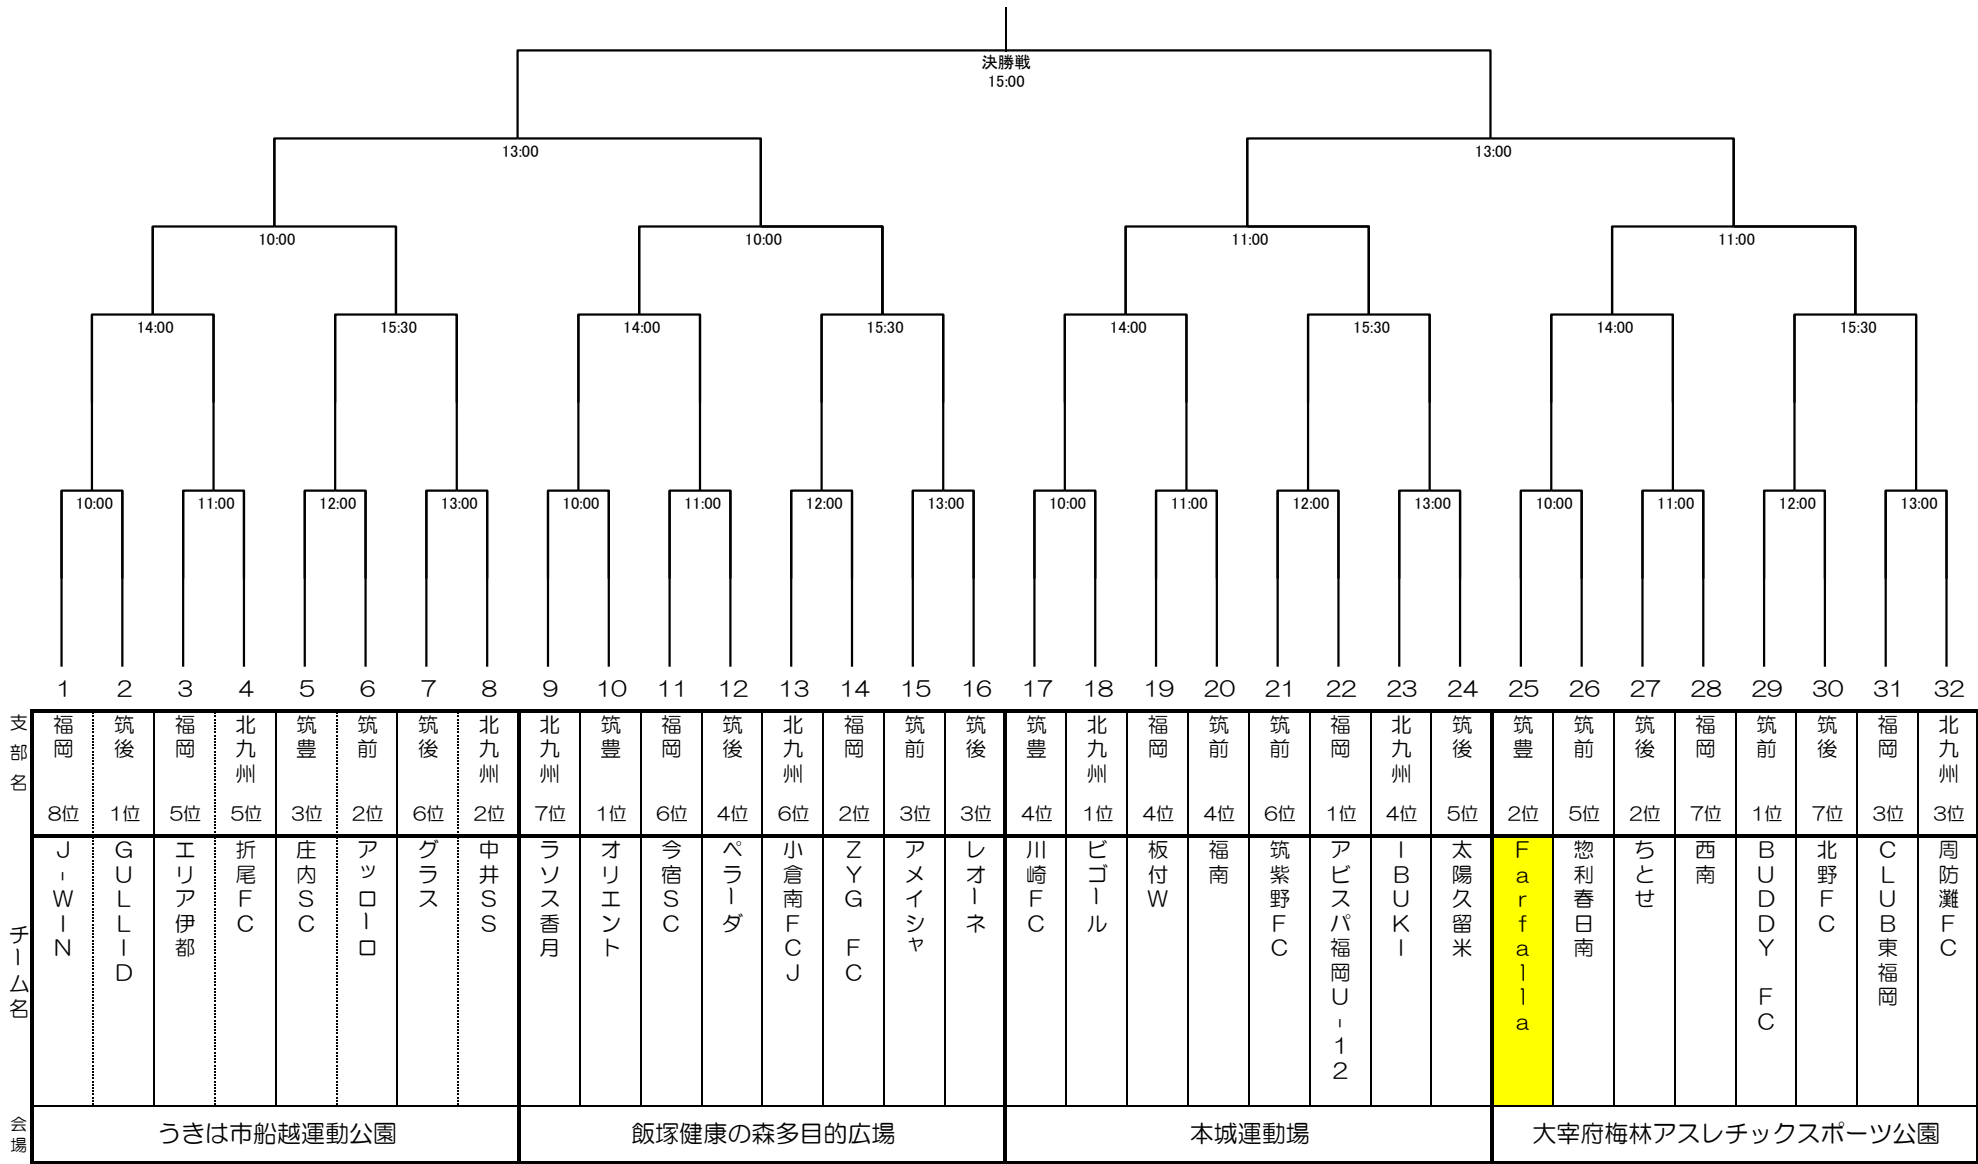 決勝戦
15:00
13:00
13:00
10:00
10:00
11:00
11:00
14:00
15:30
14:00
15:30
14:00
15:30
14:00
15:30
10:00
11:00
12:00
13:00
10:00
11:00
12:00
13:00
10:00
11:00
12:00
13:00
10:00
11:00
12:00
13:00
1 2 3 4 5 6 7 8 9 10 11 12 13 14 15 16 17 18 19 20 21 22 23 24 25 26 27 28 29 30 31 32
支部名
福岡
筑後
福岡
北九州
筑豊
筑前
筑後
北九州
北九州
筑豊
福岡
筑後
北九州
福岡
筑前
筑後
筑豊
北九州
福岡
筑前
筑前
福岡
北九州
筑後
筑豊
筑前
筑後
福岡
筑前
筑後
福岡
北九州
8位 1位 5位 5位 3位 2位 6位 2位 7位 1位 6位 4位 6位 2位 3位 3位 4位 1位 4位 4位 6位 1位 4位 5位 2位 5位 2位 7位 1位 7位 3位 3位
チーム名
J-WIN
GULLID
エリア伊都
折尾FC
庄内SC
アッローロ
グラス
中井SS
ラソス香月
オリエント
今宿SC
ペラーダ
小倉南FCJ
ZYG FC
アメイシャ
レオーネ
川崎FC
ビゴール
板付W
福南
筑紫野FC
アビスパ福岡U-12
IBUKI
太陽久留米
Farfalla
惣利春日南
ちとせ
西南
BUDDY FC
北野FC
CLUB東福岡
周防灘FC
会場
うきは市船越運動公園
飯塚健康の森多目的広場
本城運動場
大宰府梅林アスレチックスポーツ公園